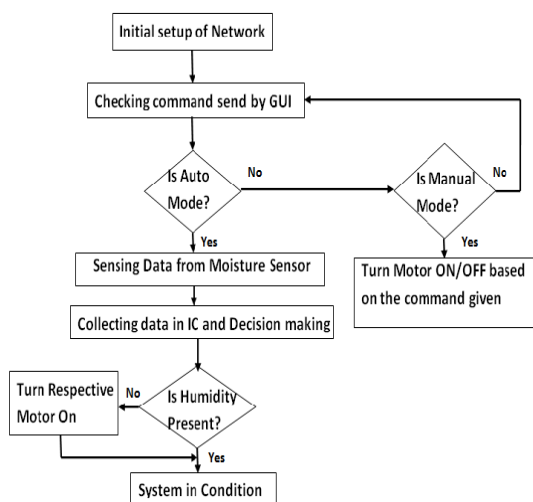 Initial setup of Network
Checking command send by GUI
Is Auto
Mode?
No
Is Manual
Mode?
No
Yes
Yes
Sensing Data from Moisture Sensor
Turn Motor ON/OFF based
on the command given
Collecting data in IC and Decision making
Is Humidity
Present?
No
Turn Respective
Motor On
Yes
System in Condition